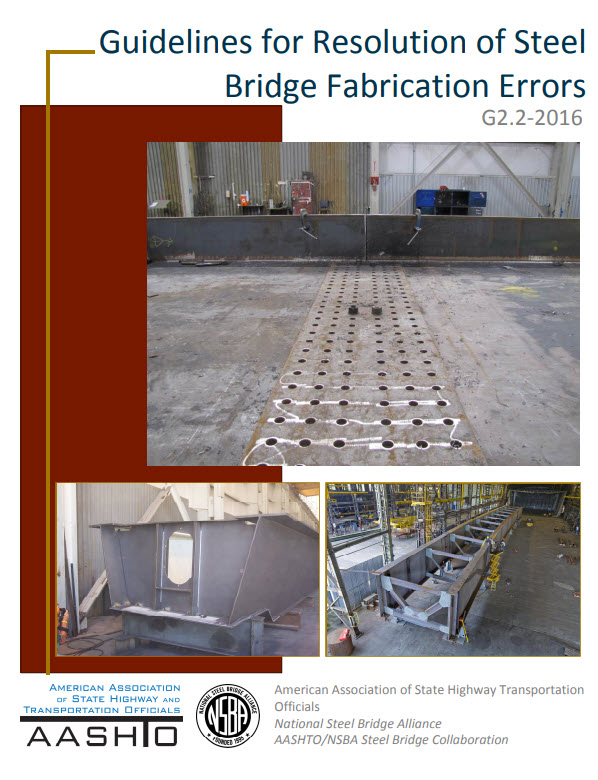 Guidelines for Resolution of Steel
Bridge Fabrication Errors
G2.2-2016
AMERICAN ASSOCIATION
OF STATE HIGHWAY AND
TRANSPORTATION OFFICIALS
AASHTO
NATIONAL STEEL BRIDGE ALLIANCE
NSBA
FOUNDED 1995
American Association of State Highway Transportation
Officials
National Steel Bridge Alliance
AASHTO/NSBA Steel Bridge Collaboration